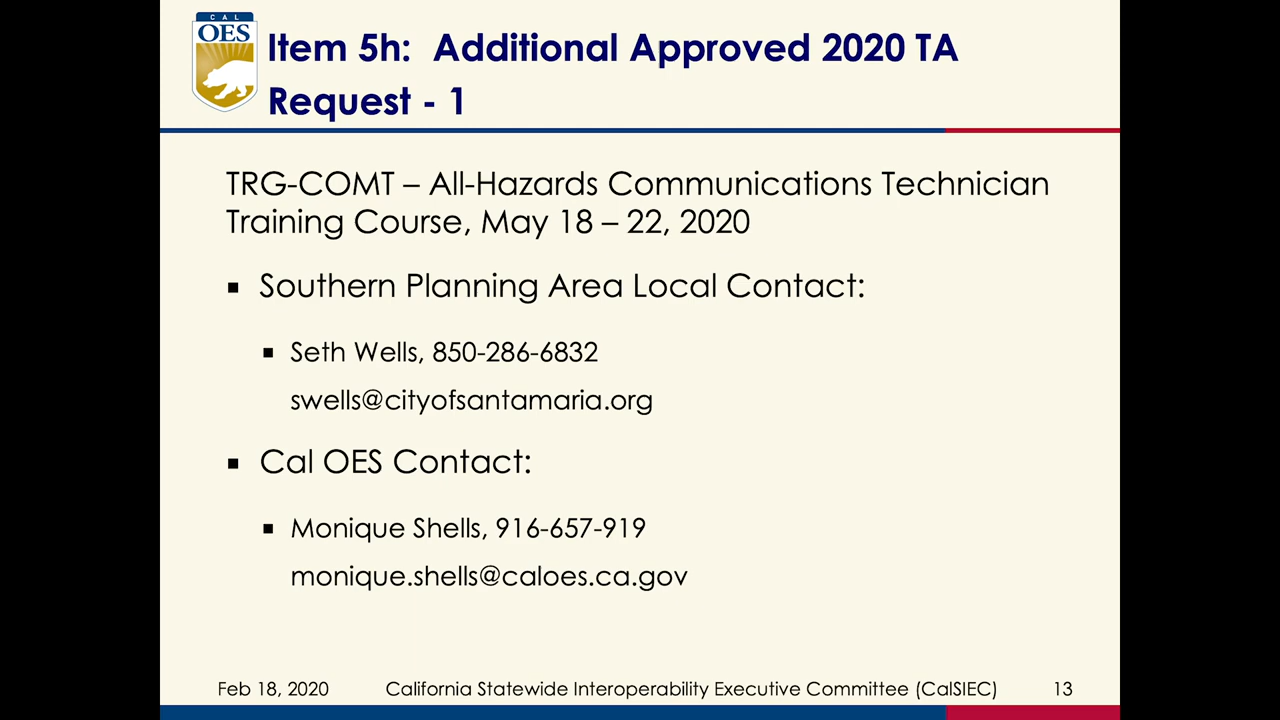 CAL
OES
Item 5h: Additional Approved 2020 TA
Request - 1
TRG-COMT – All-Hazards Communications Technician
Training Course, May 18 – 22, 2020
▪ Southern Planning Area Local Contact:
▪ Seth Wells, 850-286-6832
swells@cityofsantamaria.org
▪ Cal OES Contact:
▪ Monique Shells, 916-657-919
monique.shells@caloes.ca.gov
Feb 18, 2020 California Statewide Interoperability Executive Committee (CalSIEC) 13